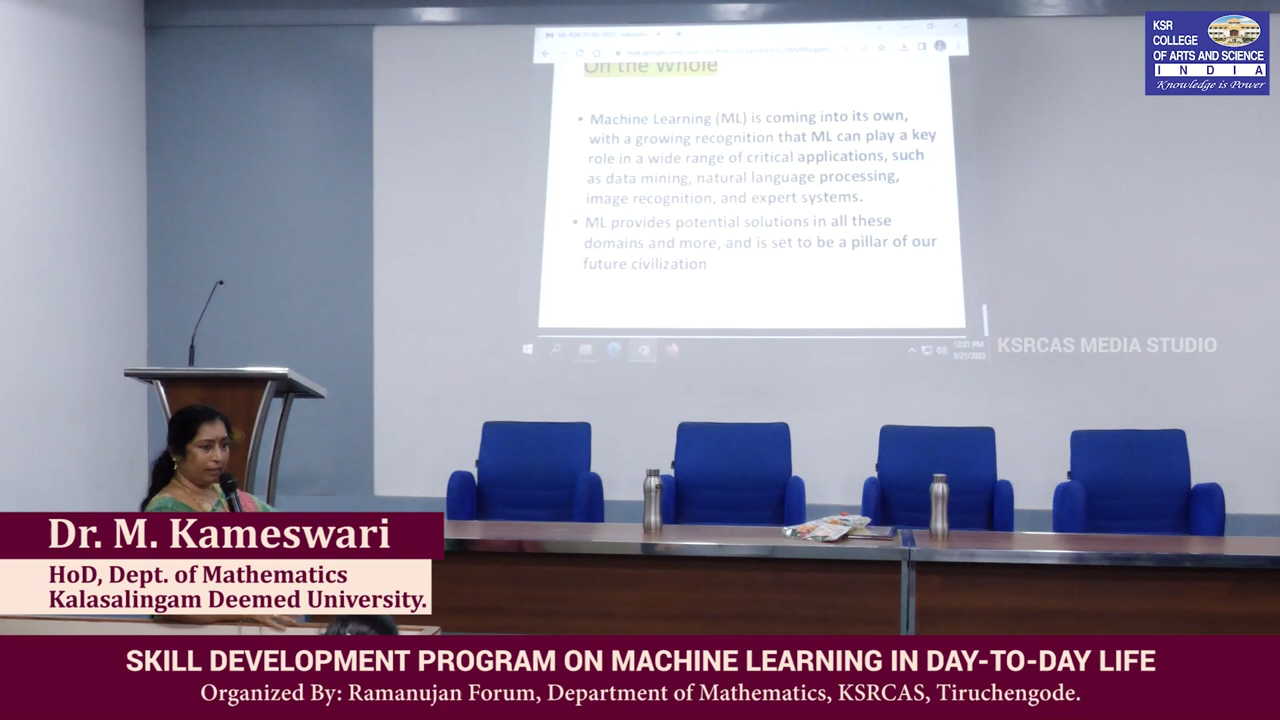 KSR
COLLEGE
OF ARTS AND SCIENCE
INDIA
Knowledge is Power
On the Whole
• Machine Learning (ML) is coming into its own,
with a growing recognition that ML can play a key
role in a wide range of critical applications, such
as data mining, natural language processing,
image recognition, and expert systems.
• ML provides potential solutions in all these
domains and more, and is set to be a pillar of our
future civilization
KSRCAS MEDIA STUDIO
Dr. M. Kameswari
HoD, Dept. of Mathematics
Kalasalingam Deemed University.
SKILL DEVELOPMENT PROGRAM ON MACHINE LEARNING IN DAY-TO-DAY LIFE
Organized By: Ramanujan Forum, Department of Mathematics, KSRCAS, Tiruchengode.